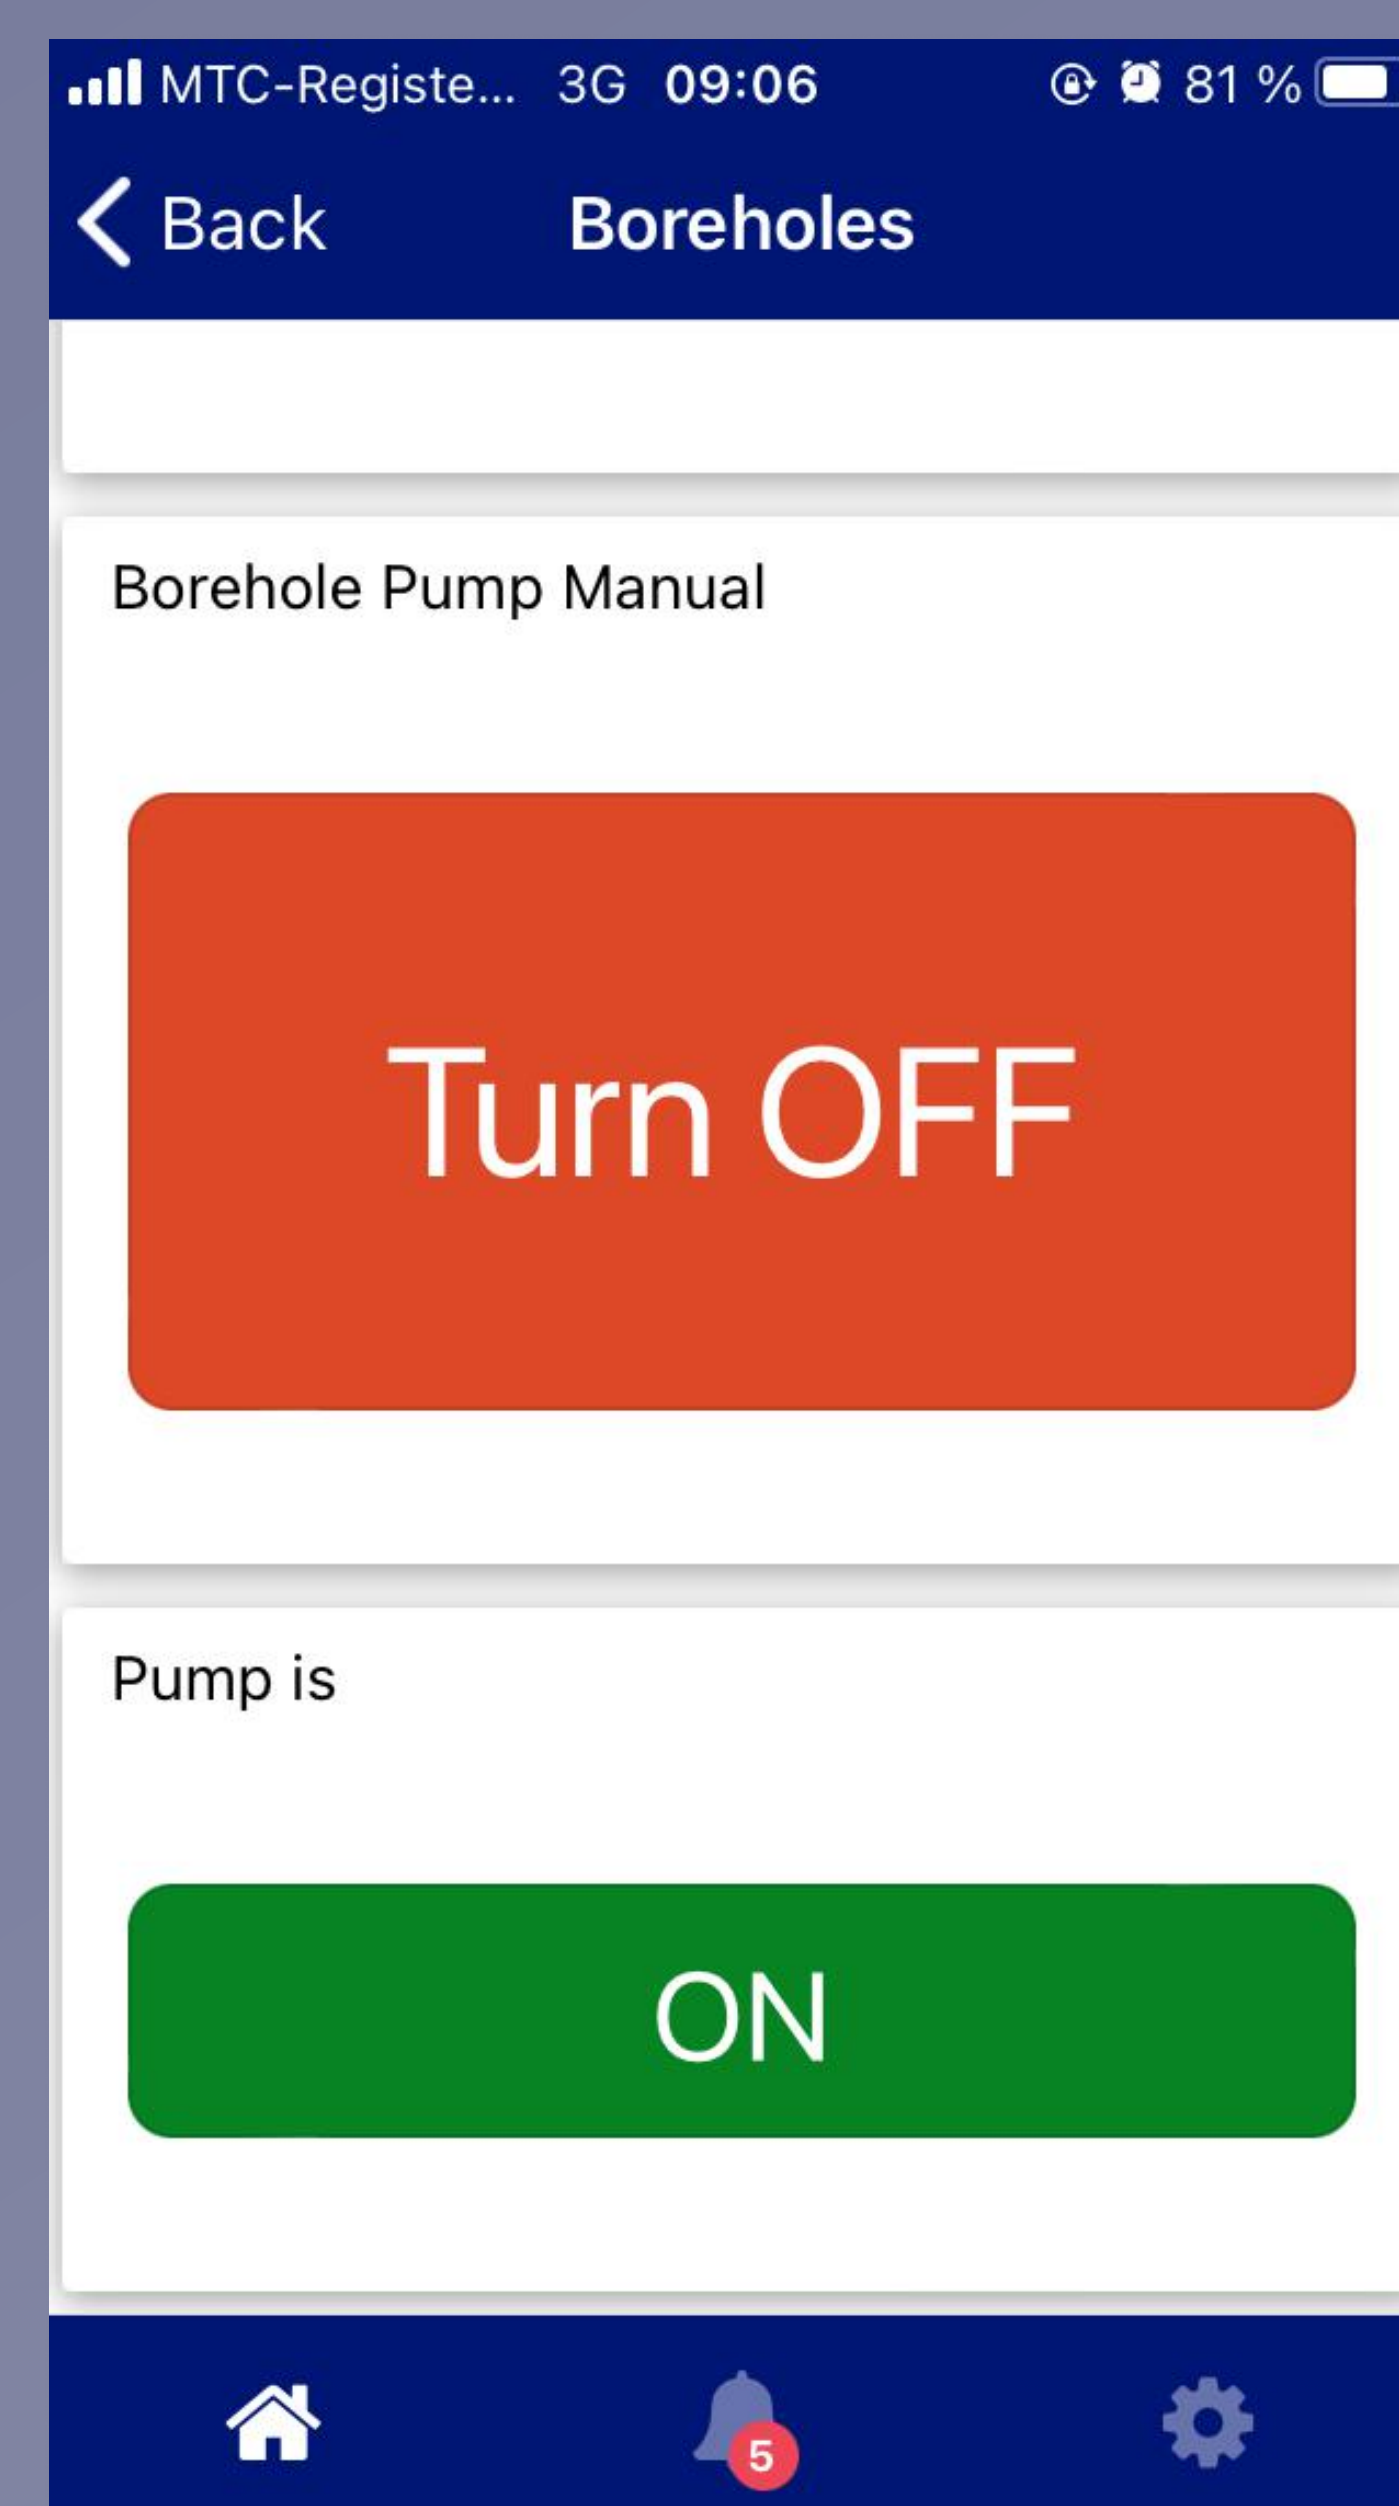 MTC-Registe... 3G 09:06 81 %
Back Boreholes
Borehole Pump Manual
Turn OFF
Pump is
ON
5